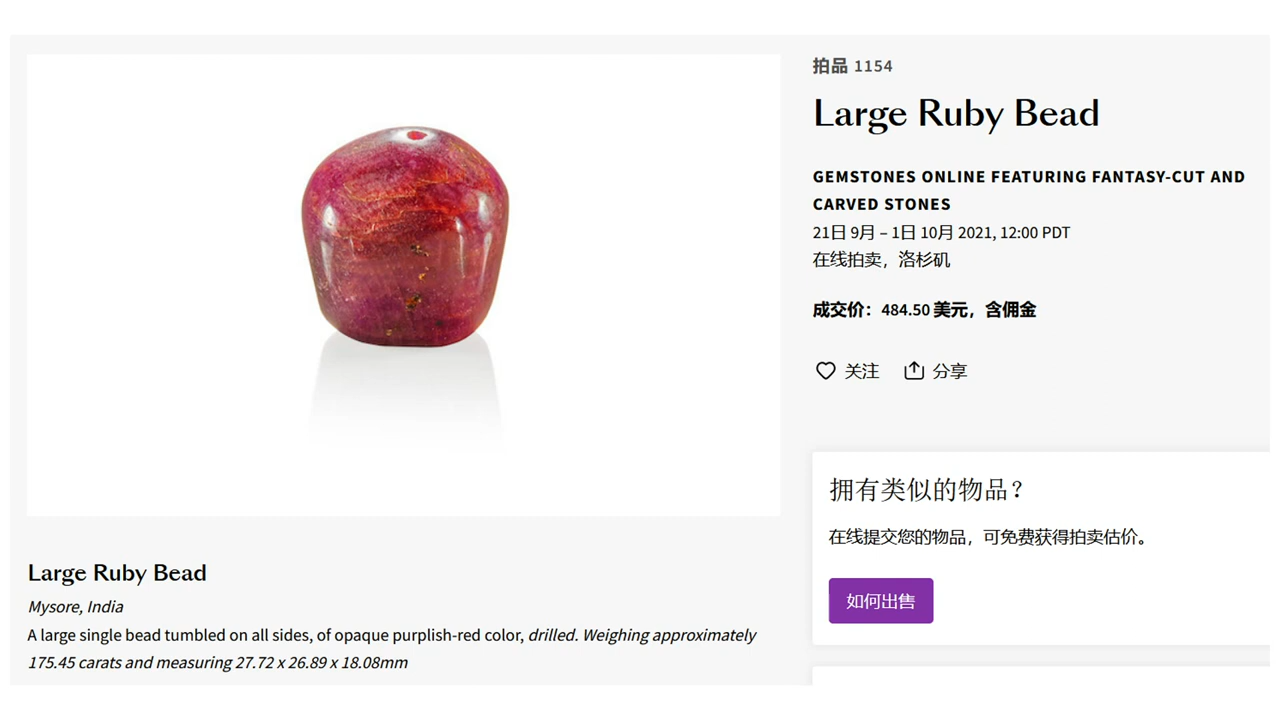 拍品 1154
Large Ruby Bead
GEMSTONES ONLINE FEATURING FANTASY-CUT AND
CARVED STONES
21日 9月 – 1日 10月 2021, 12:00 PDT
在线拍卖，洛杉矶
成交价：484.50 美元，含佣金
关注 分享
拥有类似的物品？
在线提交您的物品，可免费获得拍卖估价。
如何出售
Large Ruby Bead
Mysore, India
A large single bead tumbled on all sides, of opaque purplish-red color, drilled. Weighing approximately
175.45 carats and measuring 27.72 x 26.89 x 18.08mm